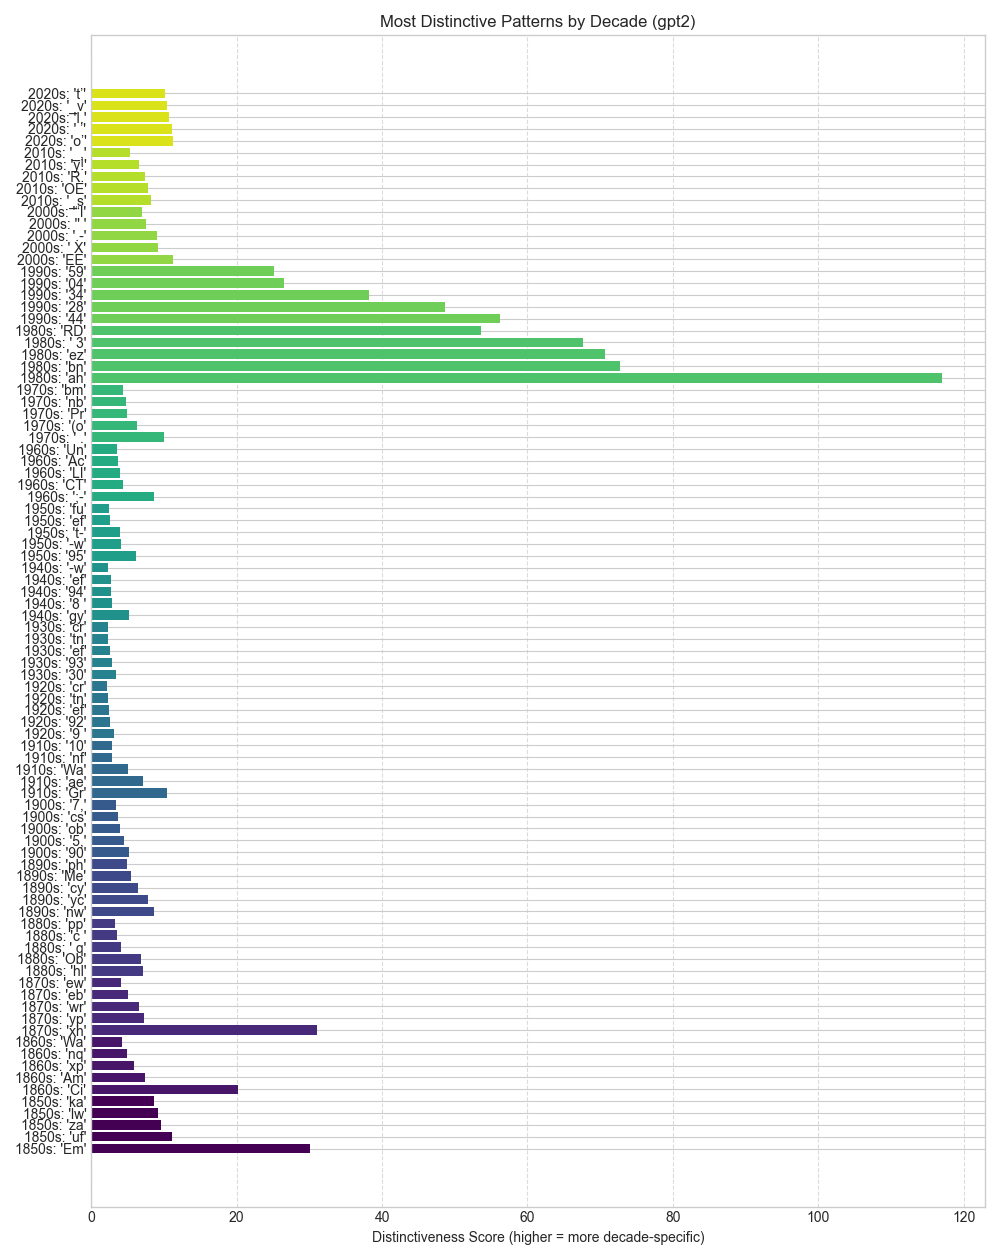 Most Distinctive Patterns by Decade (gpt2)
2020s: 't"'
2020s: '_v'
2020s: 'o"'
2010s: 'y!'
2010s: 'R.'
2010s: 'OE'
2010s: '_s'
2000s: '" '
2000s: ' -'
2000s: ' X'
2000s: 'EE'
1990s: '59'
1990s: '04'
1990s: '34'
1990s: '28'
1990s: '44'
1980s: 'RD'
1980s: ' 3'
1980s: 'ez'
1980s: 'bn'
1980s: 'an'
1970s: 'bm'
1970s: 'nb'
1970s: 'Pr'
1970s: '(o'
1970s: ' .'
1960s: 'Un'
1960s: 'Ac'
1960s: 'Ll'
1960s: 'CT'
1960s: ';-'
1950s: 'fu'
1950s: 'ef'
1950s: 't-'
1950s: '-w'
1950s: '95'
1940s: '-w'
1940s: 'ef'
1940s: '94'
1940s: '8 '
1940s: 'gy'
1930s: 'cr'
1930s: 'tn'
1930s: 'ef'
1930s: '93'
1930s: '30'
1920s: 'cr'
1920s: 'tn'
1920s: 'ef'
1920s: '92'
1920s: '9 '
1910s: '10'
1910s: 'nf'
1910s: 'Wa'
1910s: 'ae'
1910s: 'Gr'
1900s: '7,'
1900s: 'cs'
1900s: 'ob'
1900s: '5,'
1900s: '90'
1890s: 'ph'
1890s: 'Me'
1890s: 'cy'
1890s: 'yc'
1890s: 'nw'
1880s: 'pp'
1880s: 'c '
1880s: ' g'
1880s: 'Ob'
1880s: 'hl'
1870s: 'ew'
1870s: 'eb'
1870s: 'wr'
1870s: 'yp'
1870s: 'xh'
1860s: 'Wa'
1860s: 'nq'
1860s: 'xp'
1860s: 'Am'
1860s: 'Ci'
1850s: 'ka'
1850s: 'lw'
1850s: 'za'
1850s: 'uf'
1850s: 'Em'
0 20 40 60 80 100 120
Distinctiveness Score (higher = more decade-specific)